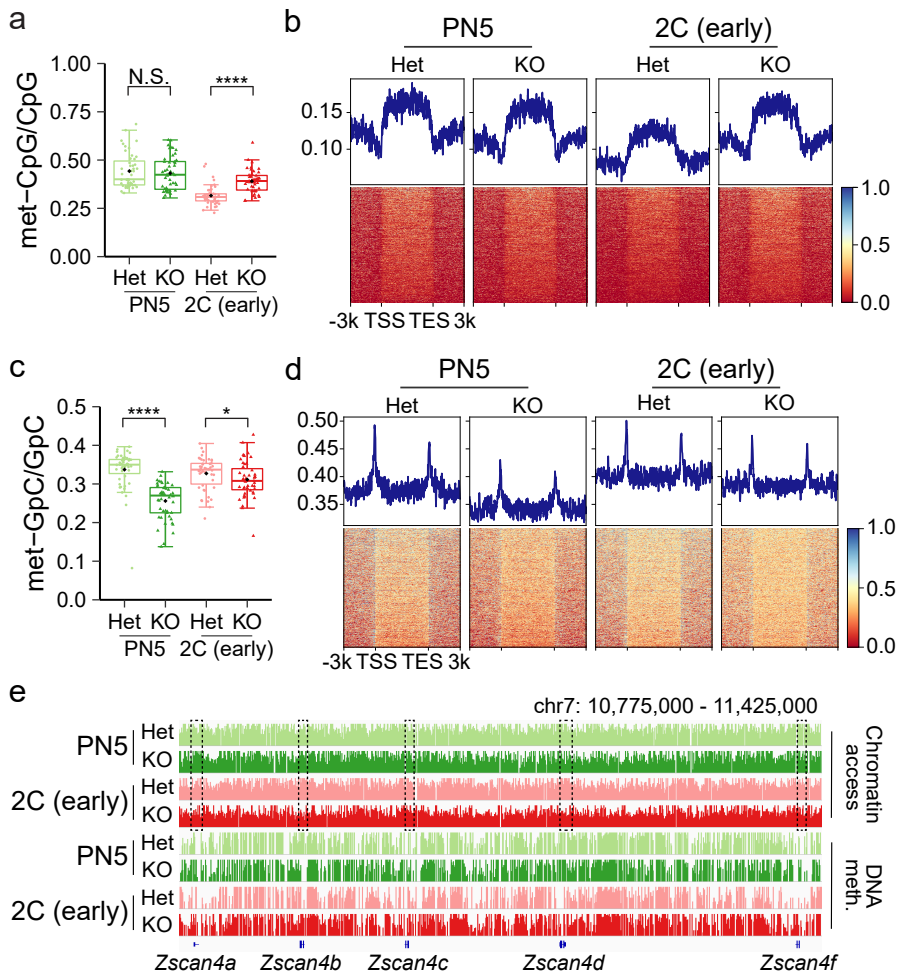 a
1.00
0.75
0.50
0.25
0.00
met-CpG/CpG
N.S.
****
Het KO Het KO
PN5 2C (early)
b
PN5 2C (early)
Het KO Het KO
0.15
0.10
1.0
0.5
0.0
-3k TSS TES 3k
c
0.5
0.4
0.3
0.2
0.1
0.0
met-GpC/GpC
****
*
Het KO Het KO
PN5 2C (early)
d
PN5 2C (early)
Het KO Het KO
0.50
0.45
0.40
0.35
1.0
0.5
0.0
-3k TSS TES 3k
e
chr7: 10,775,000 - 11,425,000
PN5
Het
KO
2C (early)
Het
KO
Chromatin
access
PN5
Het
KO
2C (early)
Het
KO
DNA
meth.
Zscan4a Zscan4b Zscan4c Zscan4d Zscan4f